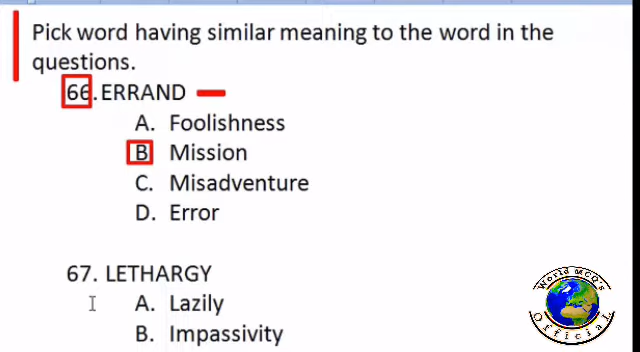 Pick word having similar meaning to the word in the
questions.
66. ERRAND
A. Foolishness
B Mission
C. Misadventure
D. Error
67. LETHARGY
A. Lazily
B. Impassivity
World MCQ's
Official